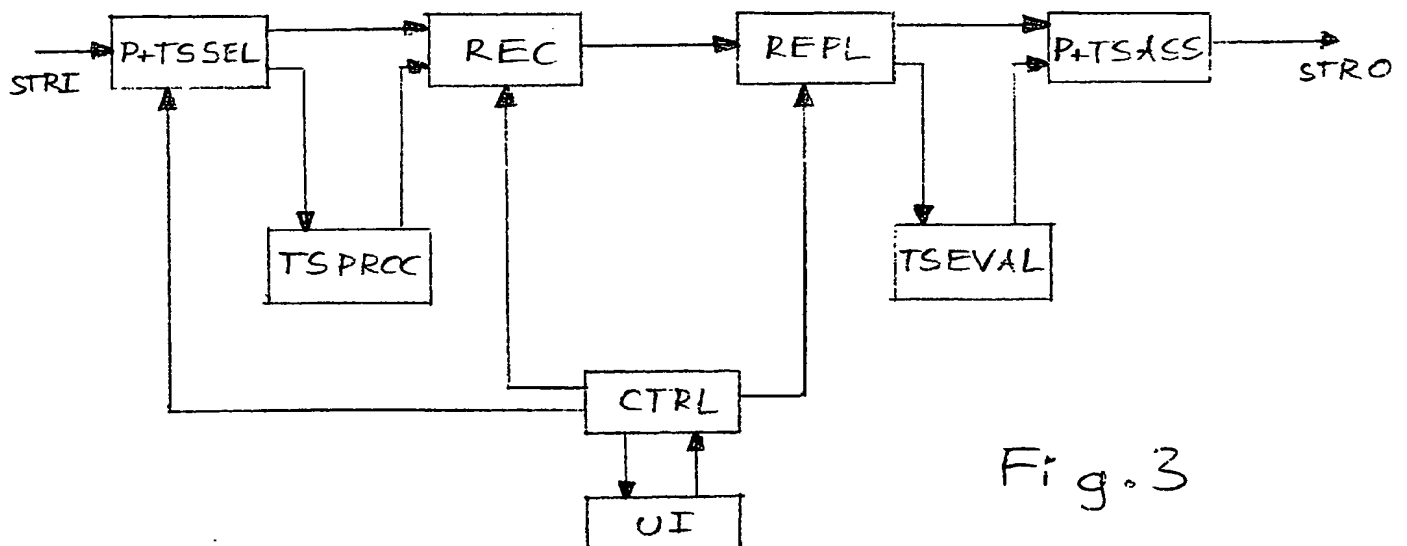 STRI
P+TSSEL
REC
REPL
P+TSASS
STRO
TSPROC
TSEVAL
CTRL
UI
Fig.3